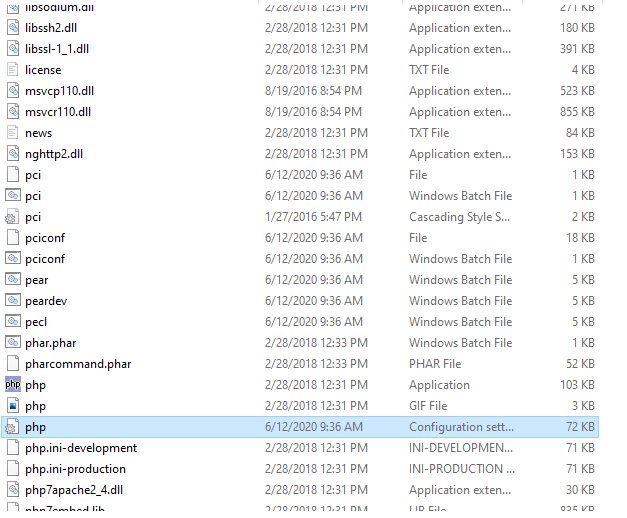 libsodium.dll 2/28/2018 12:31 PM Application exten... 271 KB
libssh2.dll 2/28/2018 12:31 PM Application exten... 180 KB
libssl-1_1.dll 2/28/2018 12:31 PM Application exten... 391 KB
license 2/28/2018 12:31 PM TXT File 4 KB
msvcp110.dll 8/19/2016 8:54 PM Application exten... 523 KB
msvcr110.dll 8/19/2016 8:54 PM Application exten... 855 KB
news 2/28/2018 12:31 PM TXT File 84 KB
nghttp2.dll 2/28/2018 12:31 PM Application exten... 153 KB
pci 6/12/2020 9:36 AM File 1 KB
pci 6/12/2020 9:36 AM Windows Batch File 1 KB
pci 1/27/2016 5:47 PM Cascading Style S... 2 KB
pciconf 6/12/2020 9:36 AM File 18 KB
pciconf 6/12/2020 9:36 AM Windows Batch File 1 KB
pear 6/12/2020 9:36 AM Windows Batch File 5 KB
peardev 6/12/2020 9:36 AM Windows Batch File 5 KB
pecl 6/12/2020 9:36 AM Windows Batch File 5 KB
phar.phar 2/28/2018 12:33 PM Windows Batch File 1 KB
pharcommand.phar 2/28/2018 12:33 PM PHAR File 52 KB
php php 2/28/2018 12:31 PM Application 103 KB
php 2/28/2018 12:31 PM GIF File 3 KB
php 6/12/2020 9:36 AM Configuration sett... 72 KB
php.ini-development 2/28/2018 12:31 PM INI-DEVELOPMEN... 71 KB
php.ini-production 2/28/2018 12:31 PM INI-PRODUCTION ... 71 KB
php7apache2_4.dll 2/28/2018 12:31 PM Application exten... 30 KB
php7embed.lib 2/28/2018 12:31 PM LIB File 835 KB